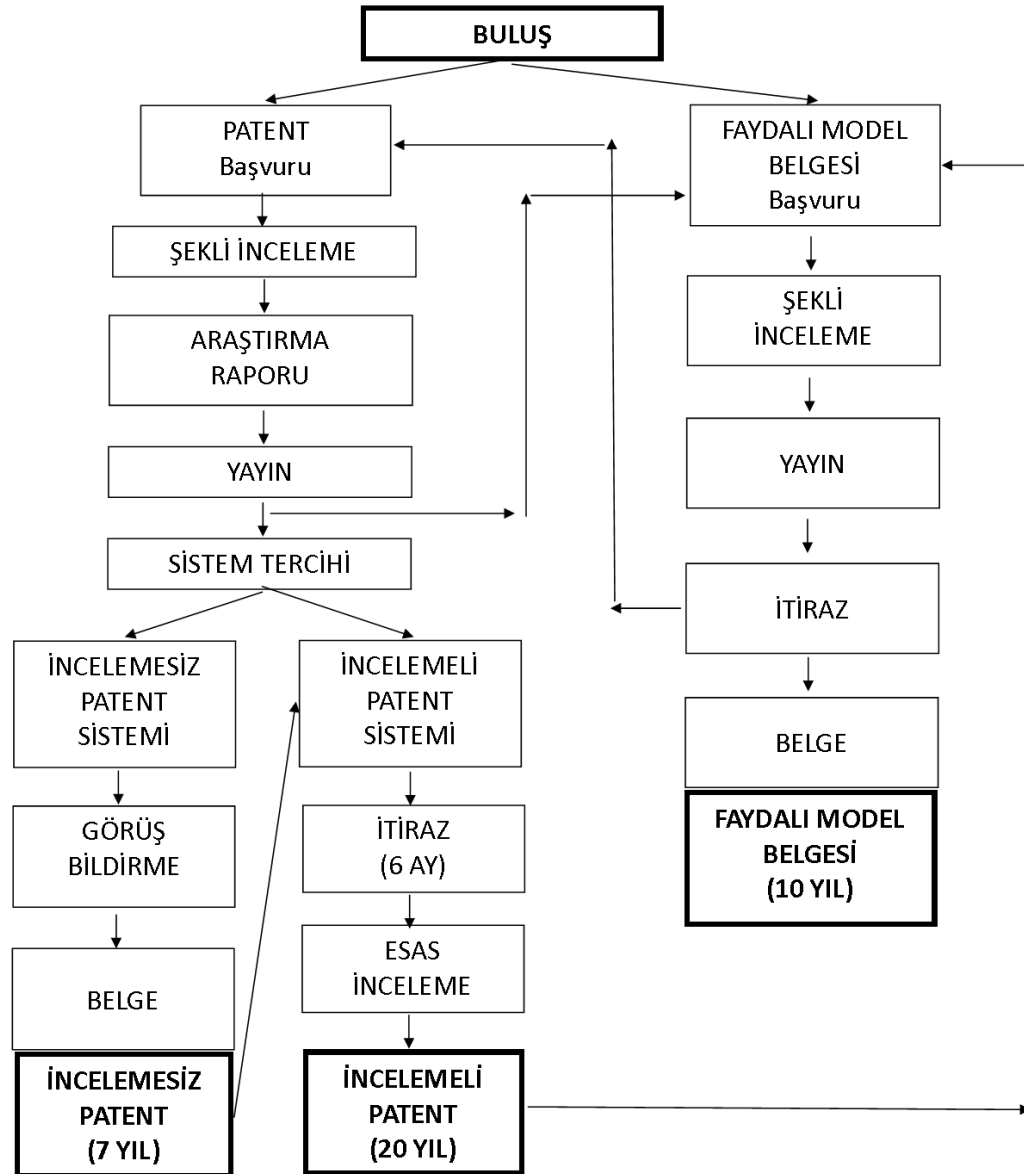 BULUŞ
PATENT
Başvuru
ŞEKLİ İNCELEME
ARAŞTIRMA
RAPORU
YAYIN
SİSTEM TERCİHİ
İNCELEMESİZ
PATENT
SİSTEMİ
GÖRÜŞ
BİLDİRME
BELGE
İNCELEMESİZ
PATENT
(7 YIL)
İNCELEMELİ
PATENT
SİSTEMİ
İTİRAZ
(6 AY)
ESAS
İNCELEME
İNCELEMELİ
PATENT
(20 YIL)
FAYDALI MODEL
BELGESİ
Başvuru
ŞEKLİ
İNCELEME
YAYIN
İTİRAZ
BELGE
FAYDALI MODEL
BELGESİ
(10 YIL)